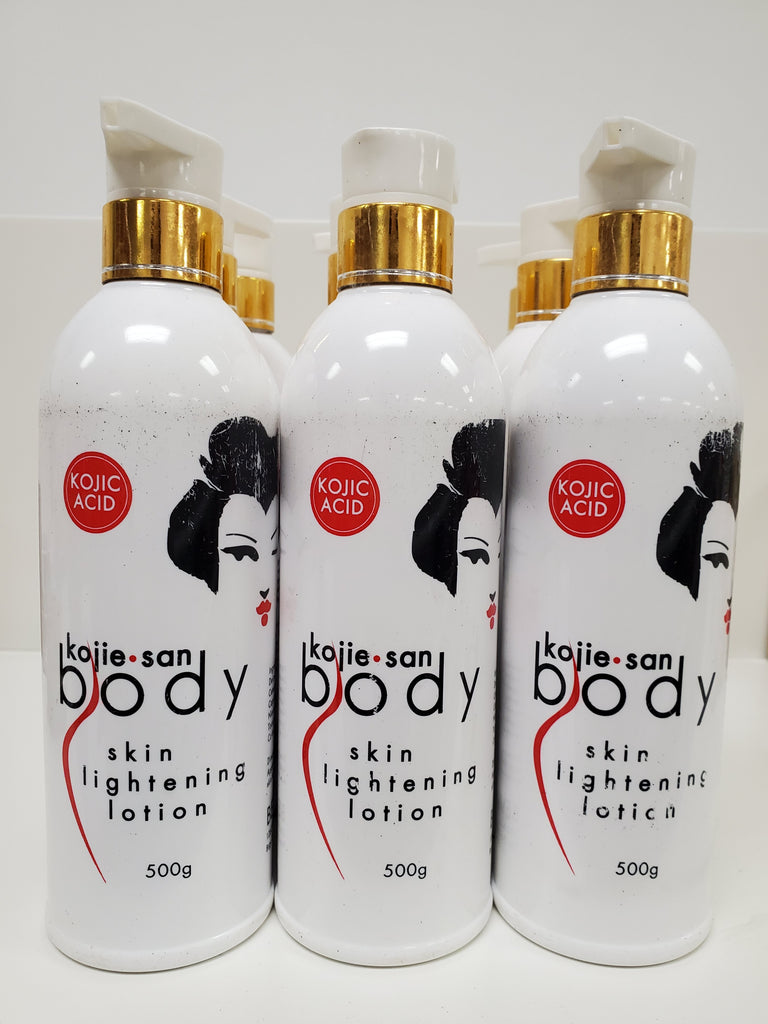 KOJIC
ACID
kojie•san
body
skin
lightening
lotion
500g
KOJIC
ACID
kojie•san
body
skin
lightening
lotion
500g
KOJIC
ACID
kojie•san
body
skin
lightening
lotion
500g